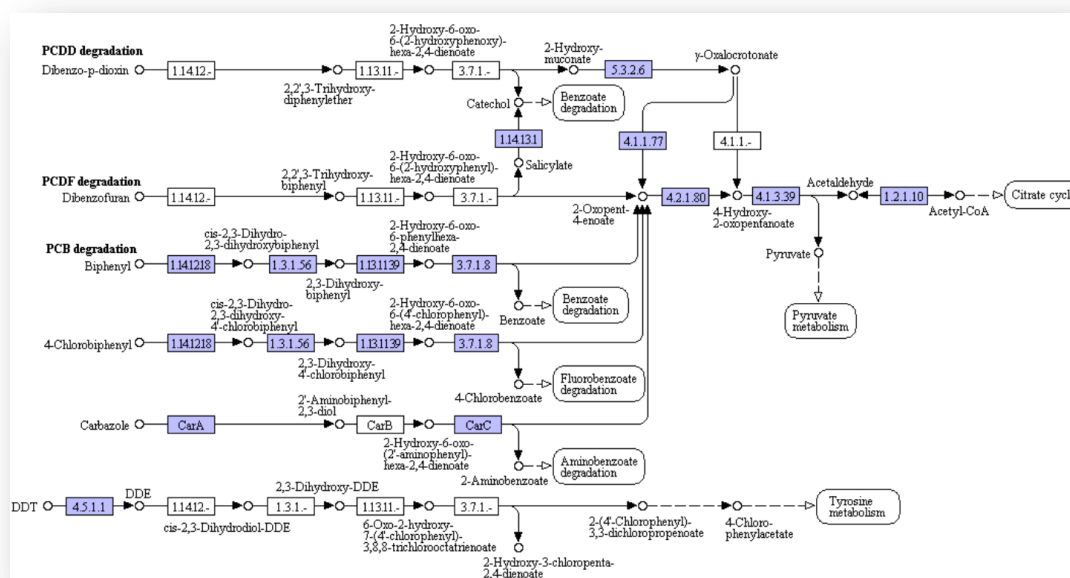 PCDD degradation
Dibenzo-p-dioxin
1.14.12.-
2,2',3-Trihydroxy-
diphenylether
1.13.11.-
2-Hydroxy-6-oxo-
6-(2-hydroxyphenoxy)-
hexa-2,4-dienoate
3.7.1.-
2-Hydroxy-
muconate
5.3.2.6
γ-Oxalocrotonate
Catechol
Benzoate
degradation
1.14.13.1
4.1.1.77
4.1.1.-
Salicylate
PCDF degradation
Dibenzofuran
1.14.12.-
2,2',3-Trihydroxy-
biphenyl
1.13.11.-
2-Hydroxy-6-oxo-
6-(2-hydroxyphenyl)-
hexa-2,4-dienoate
3.7.1.-
2-Oxopent-
4-enoate
4.2.1.80
4-Hydroxy-
2-oxopentanoate
4.1.3.39
Acetaldehyde
1.2.1.10
Acetyl-CoA
Citrate cycl
Pyruvate
Pyruvate
metabolism
PCB degradation
Biphenyl
1.14.12.18
cis-2,3-Dihydro-
2,3-dihydroxybiphenyl
1.3.1.56
2,3-Dihydroxy-
biphenyl
1.13.11.39
2-Hydroxy-6-oxo-
6-phenylhexa-
2,4-dienoate
3.7.1.8
Benzoate
Benzoate
degradation
4-Chlorobiphenyl
1.14.12.18
cis-2,3-Dihydro-
2,3-dihydroxy-
4'-chlorobiphenyl
1.3.1.56
2,3-Dihydroxy-
4'-chlorobiphenyl
1.13.11.39
2-Hydroxy-6-oxo-
6-(4'-chlorophenyl)-
hexa-2,4-dienoate
3.7.1.8
4-Chlorobenzoate
Fluorobenzoate
degradation
Carbazole
CarA
2'-Aminobiphenyl-
2,3-diol
CarB
2-Hydroxy-6-oxo-
(2'-aminophenyl)-
hexa-2,4-dienoate
CarC
2-Aminobenzoate
Aminobenzoate
degradation
DDT
4.5.1.1
DDE
1.14.12.-
cis-2,3-Dihydrodiol-DDE
1.3.1.-
2,3-Dihydroxy-DDE
1.13.11.-
6-Oxo-2-hydroxy-
7-(4'-chlorophenyl)-
3,8,8-trichlorooctatrienoate
3.7.1.-
2-Hydroxy-3-chloropenta-
2,4-dienoate
2-(4'-Chlorophenyl)-
3,3-dichloropropenoate
4-Chloro-
phenylacetate
Tyrosine
metabolism